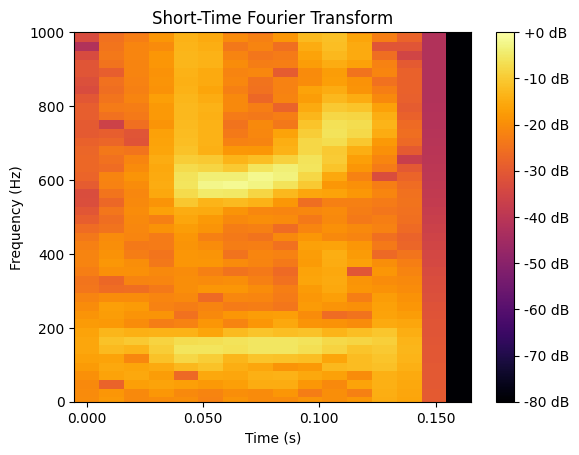 Short-Time Fourier Transform
1000
800
600
400
200
0
Frequency (Hz)
0.000
0.050
0.100
0.150
Time (s)
+0 dB
-10 dB
-20 dB
-30 dB
-40 dB
-50 dB
-60 dB
-70 dB
-80 dB